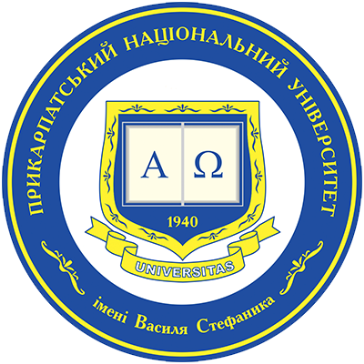 ПРИКАРПАТСЬКИЙ НАЦІОНАЛЬНИЙ УНІВЕРСИТЕТ
Α Ω
1940
UNIVERSITAS
імені Василя Стефаника